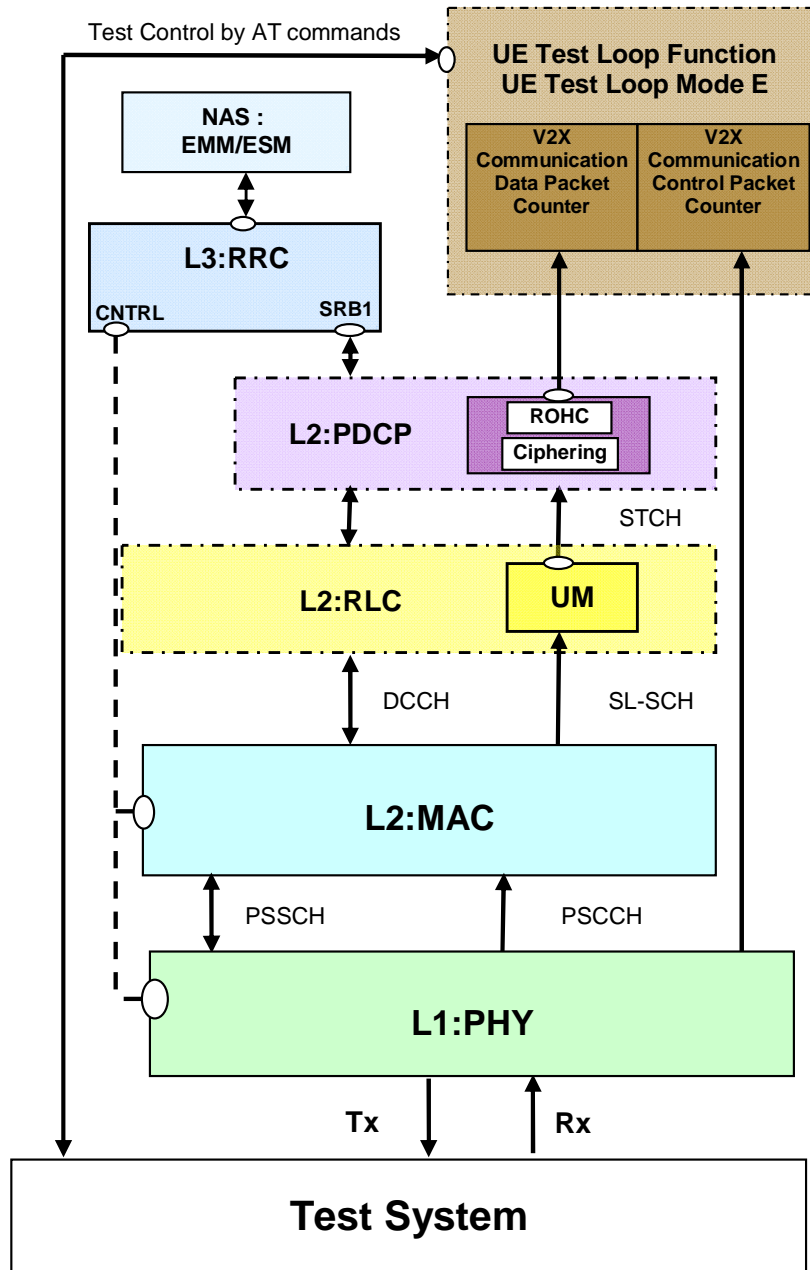 Test Control by AT commands
UE Test Loop Function
UE Test Loop Mode E
V2X
Communication
Data Packet
Counter
V2X
Communication
Control Packet
Counter
NAS :
EMM/ESM
L3:RRC
CNTRL
SRB1
L2:PDCP
ROHC
Ciphering
STCH
L2:RLC
UM
DCCH
SL-SCH
L2:MAC
PSSCH
PSCCH
L1:PHY
Tx
Rx
Test System